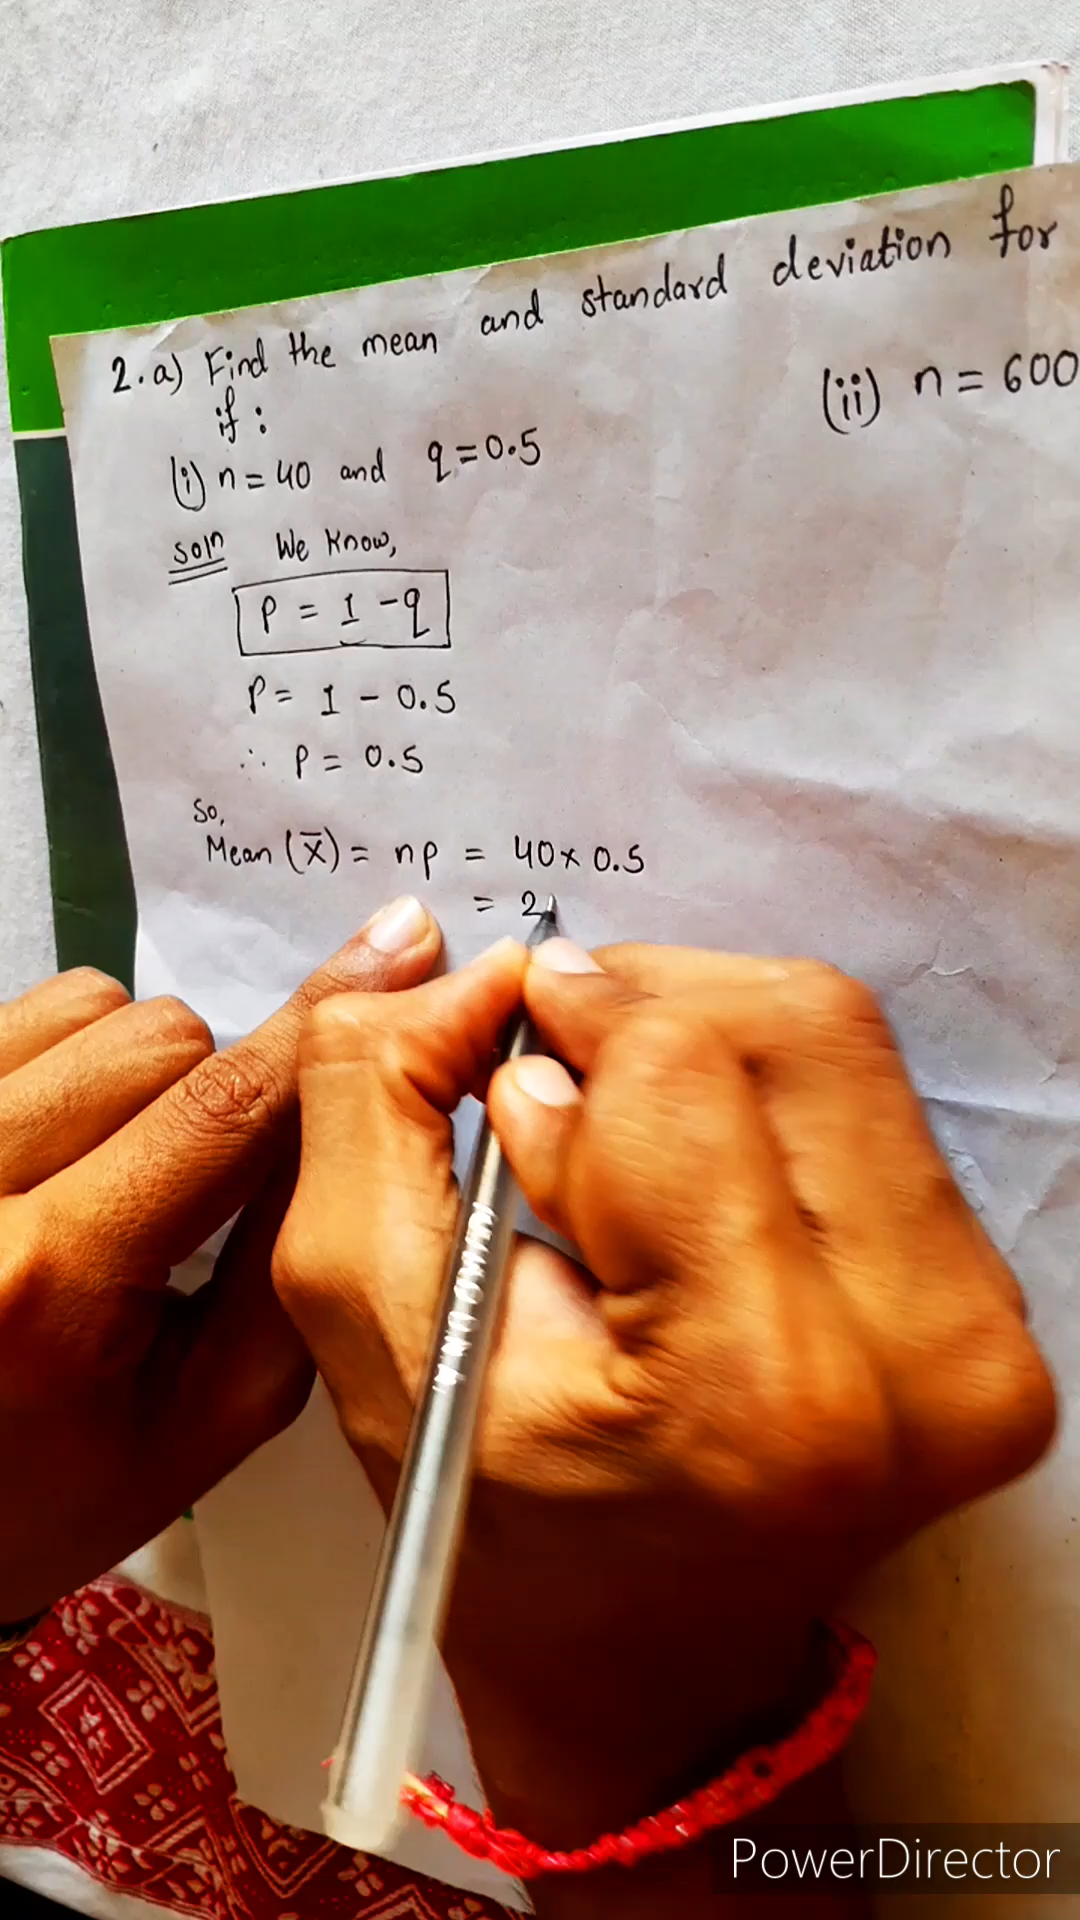 2.a) Find the mean and standard deviation for
if :
(i) n = 40 and q = 0.5 (ii) n = 600
soln We Know,
P = 1 - q
P = 1 - 0.5
∴ P = 0.5
So,
Mean (x̄) = np = 40 × 0.5
= 2
PowerDirector